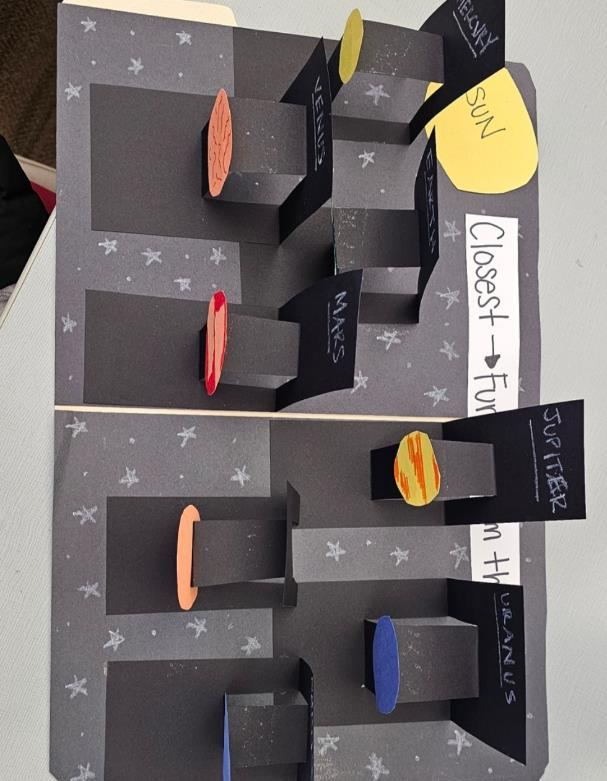 MERCURY
SUN
VENUS
EARTH
MARS
Closest → Fur
JUPITER
m th
URANUS